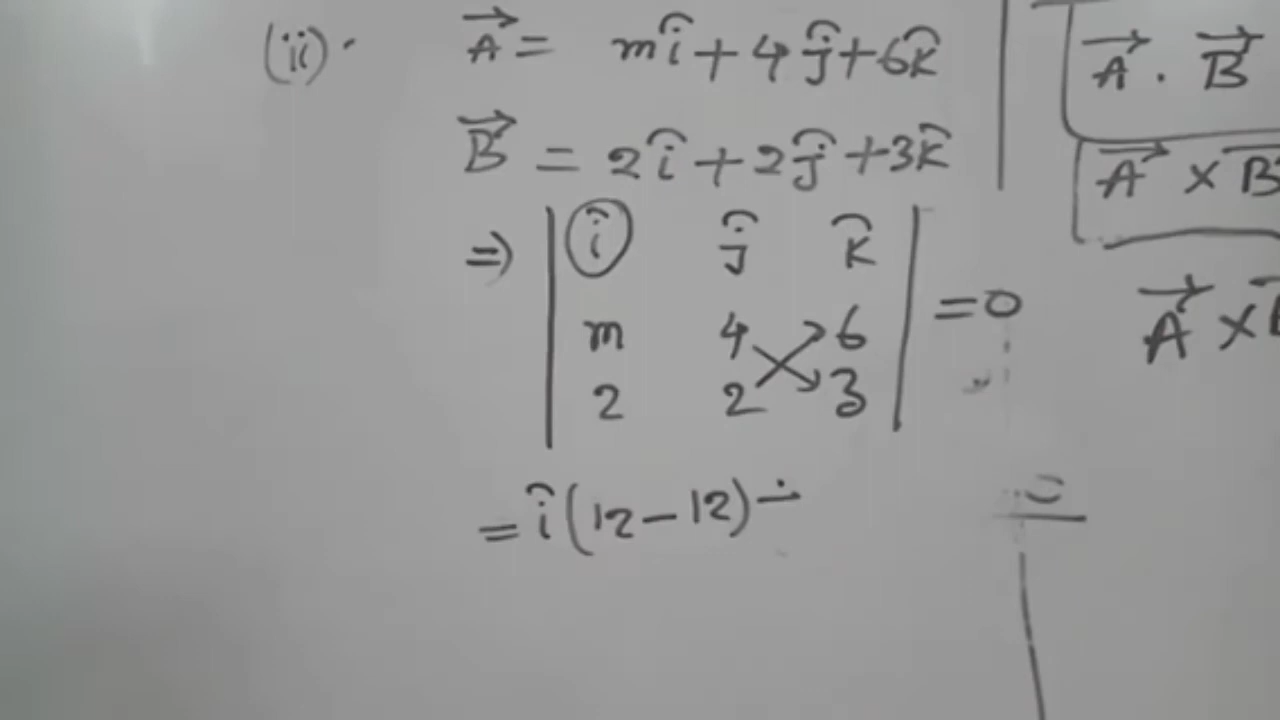 (ii). A⃗ = mî + 4ĵ + 6k̂
B⃗ = 2î + 2ĵ + 3k̂
=> | î ĵ k̂ |
| m 4 6 | = 0
| 2 2 3 |
= î(12 - 12) -
A⃗ . B⃗
A⃗ × B⃗
A⃗ ×